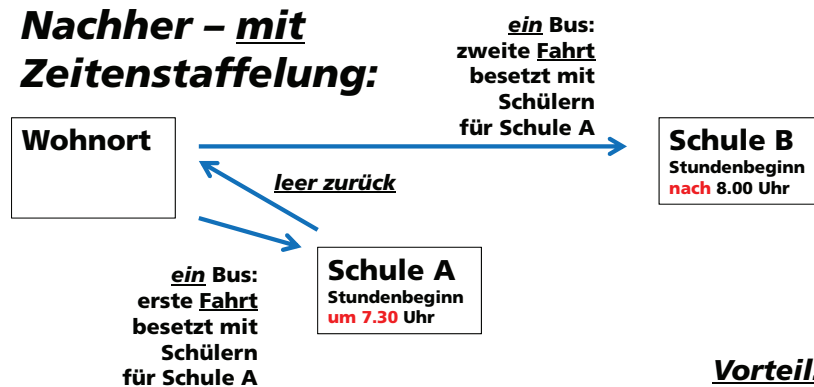 Nachher – mit
Zeitenstaffelung:
ein Bus:
zweite Fahrt
besetzt mit
Schülern
für Schule A
Wohnort
Schule B
Stundenbeginn
nach 8.00 Uhr
leer zurück
Schule A
Stundenbeginn
um 7.30 Uhr
ein Bus:
erste Fahrt
besetzt mit
Schülern
für Schule A